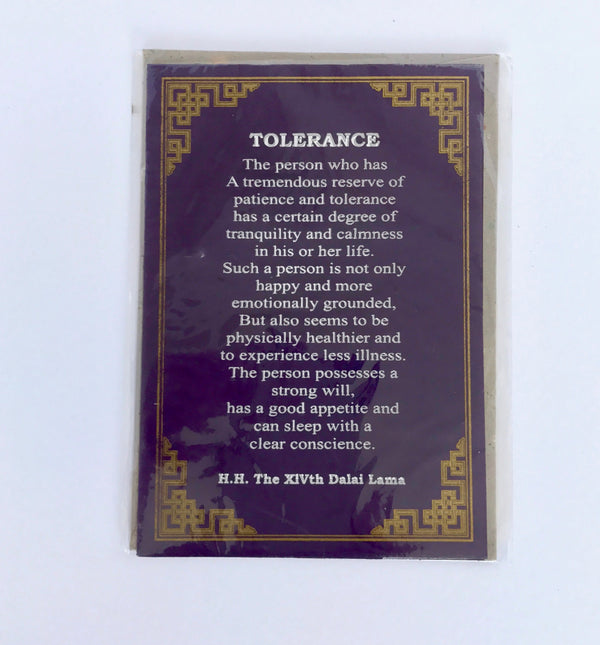 TOLERANCE
The person who has
A tremendous reserve of
patience and tolerance
has a certain degree of
tranquility and calmness
in his or her life.
Such a person is not only
happy and more
emotionally grounded,
But also seems to be
physically healthier and
to experience less illness.
The person possesses a
strong will,
has a good appetite and
can sleep with a
clear conscience.
H.H. The XIVth Dalai Lama